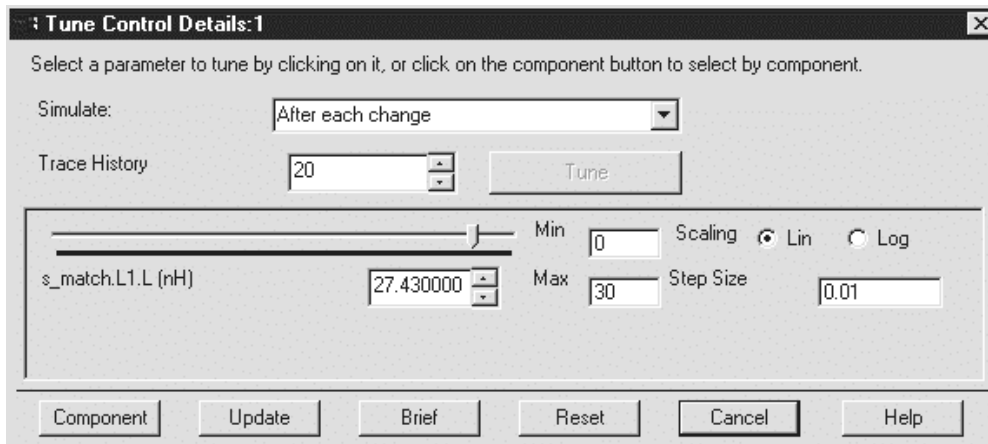 Tune Control Details:1
Select a parameter to tune by clicking on it, or click on the component button to select by component.
Simulate: After each change
Trace History 20 Tune
Min 0 Scaling Lin Log
s_match.L1.L (nH) 27.430000 Max 30 Step Size 0.01
Component Update Brief Reset Cancel Help